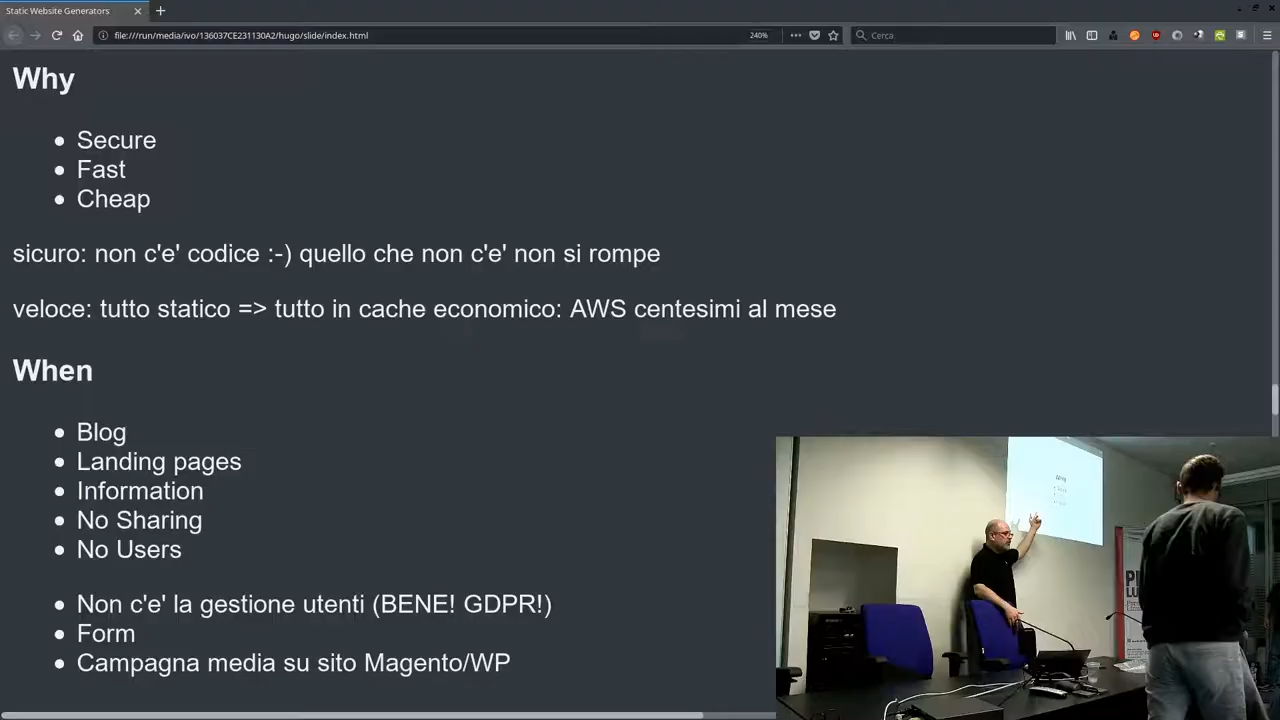 Static Website Generators
file:///run/media/ivo/136037CE231130A2/hugo/slide/index.html
240%
Cerca
Why
Secure
Fast
Cheap
sicuro: non c'e' codice :-) quello che non c'e' non si rompe
veloce: tutto statico => tutto in cache economico: AWS centesimi al mese
When
Blog
Landing pages
Information
No Sharing
No Users
Non c'e' la gestione utenti (BENE! GDPR!)
Form
Campagna media su sito Magento/WP